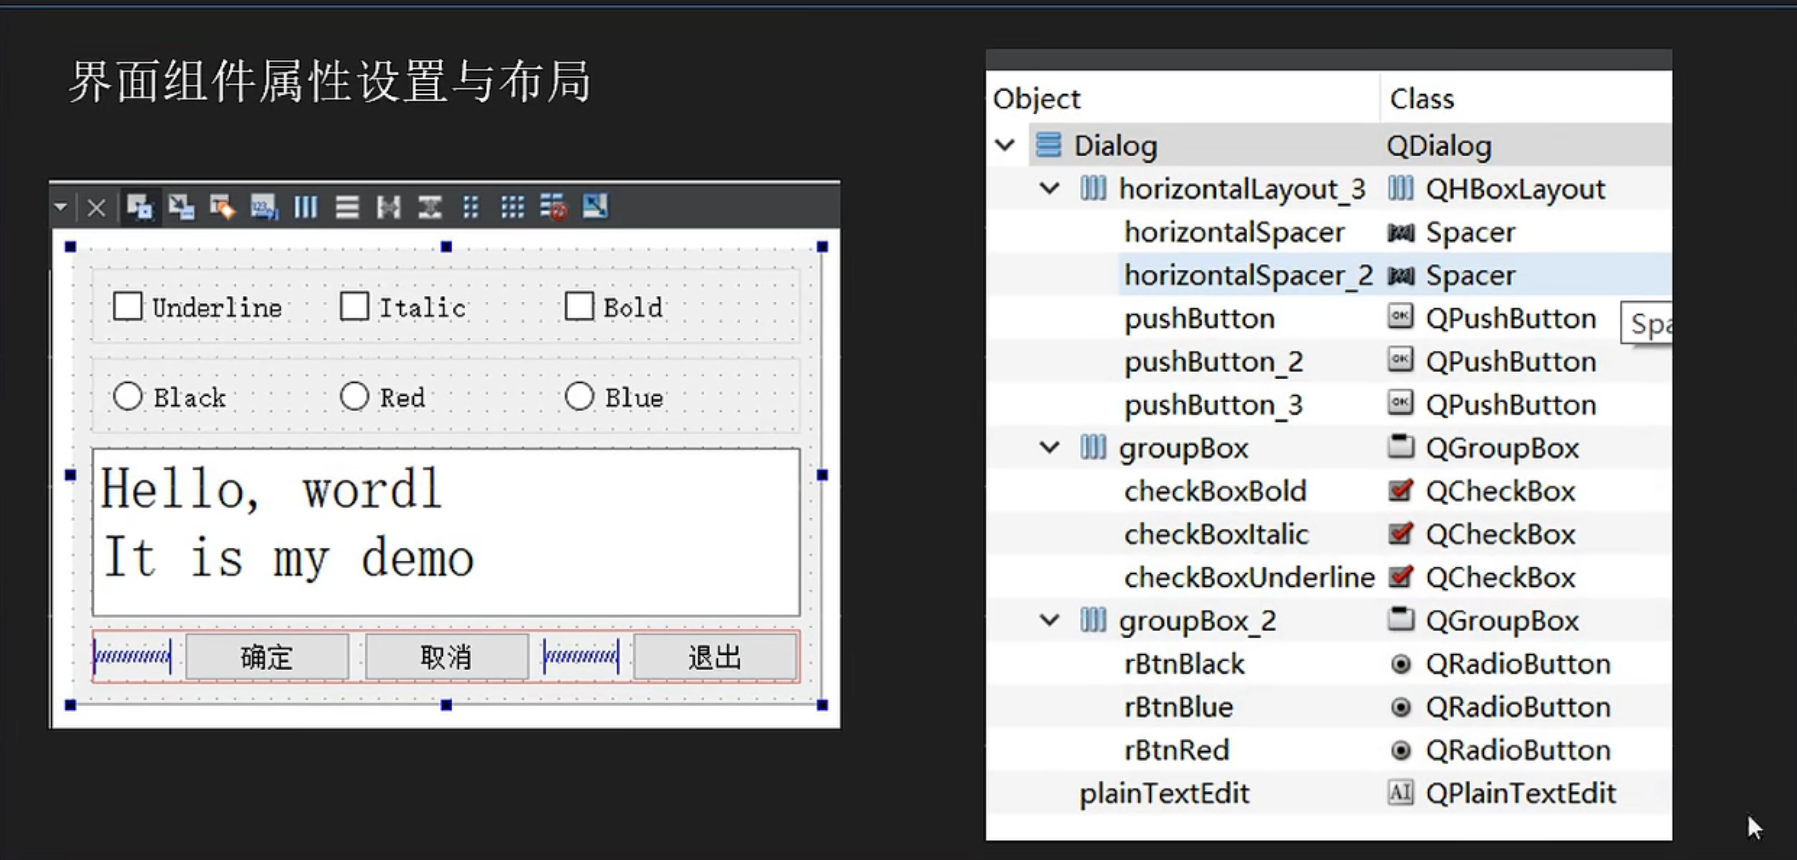 界面组件属性设置与布局
Underline Italic Bold
Black Red Blue
Hello, wordl
It is my demo
确定 取消 退出
Object Class
Dialog QDialog
horizontalLayout_3 QHBoxLayout
horizontalSpacer Spacer
horizontalSpacer_2 Spacer
pushButton QPushButton
Spa
pushButton_2 QPushButton
pushButton_3 QPushButton
groupBox QGroupBox
checkBoxBold QCheckBox
checkBoxItalic QCheckBox
checkBoxUnderline QCheckBox
groupBox_2 QGroupBox
rBtnBlack QRadioButton
rBtnBlue QRadioButton
rBtnRed QRadioButton
plainTextEdit QPlainTextEdit